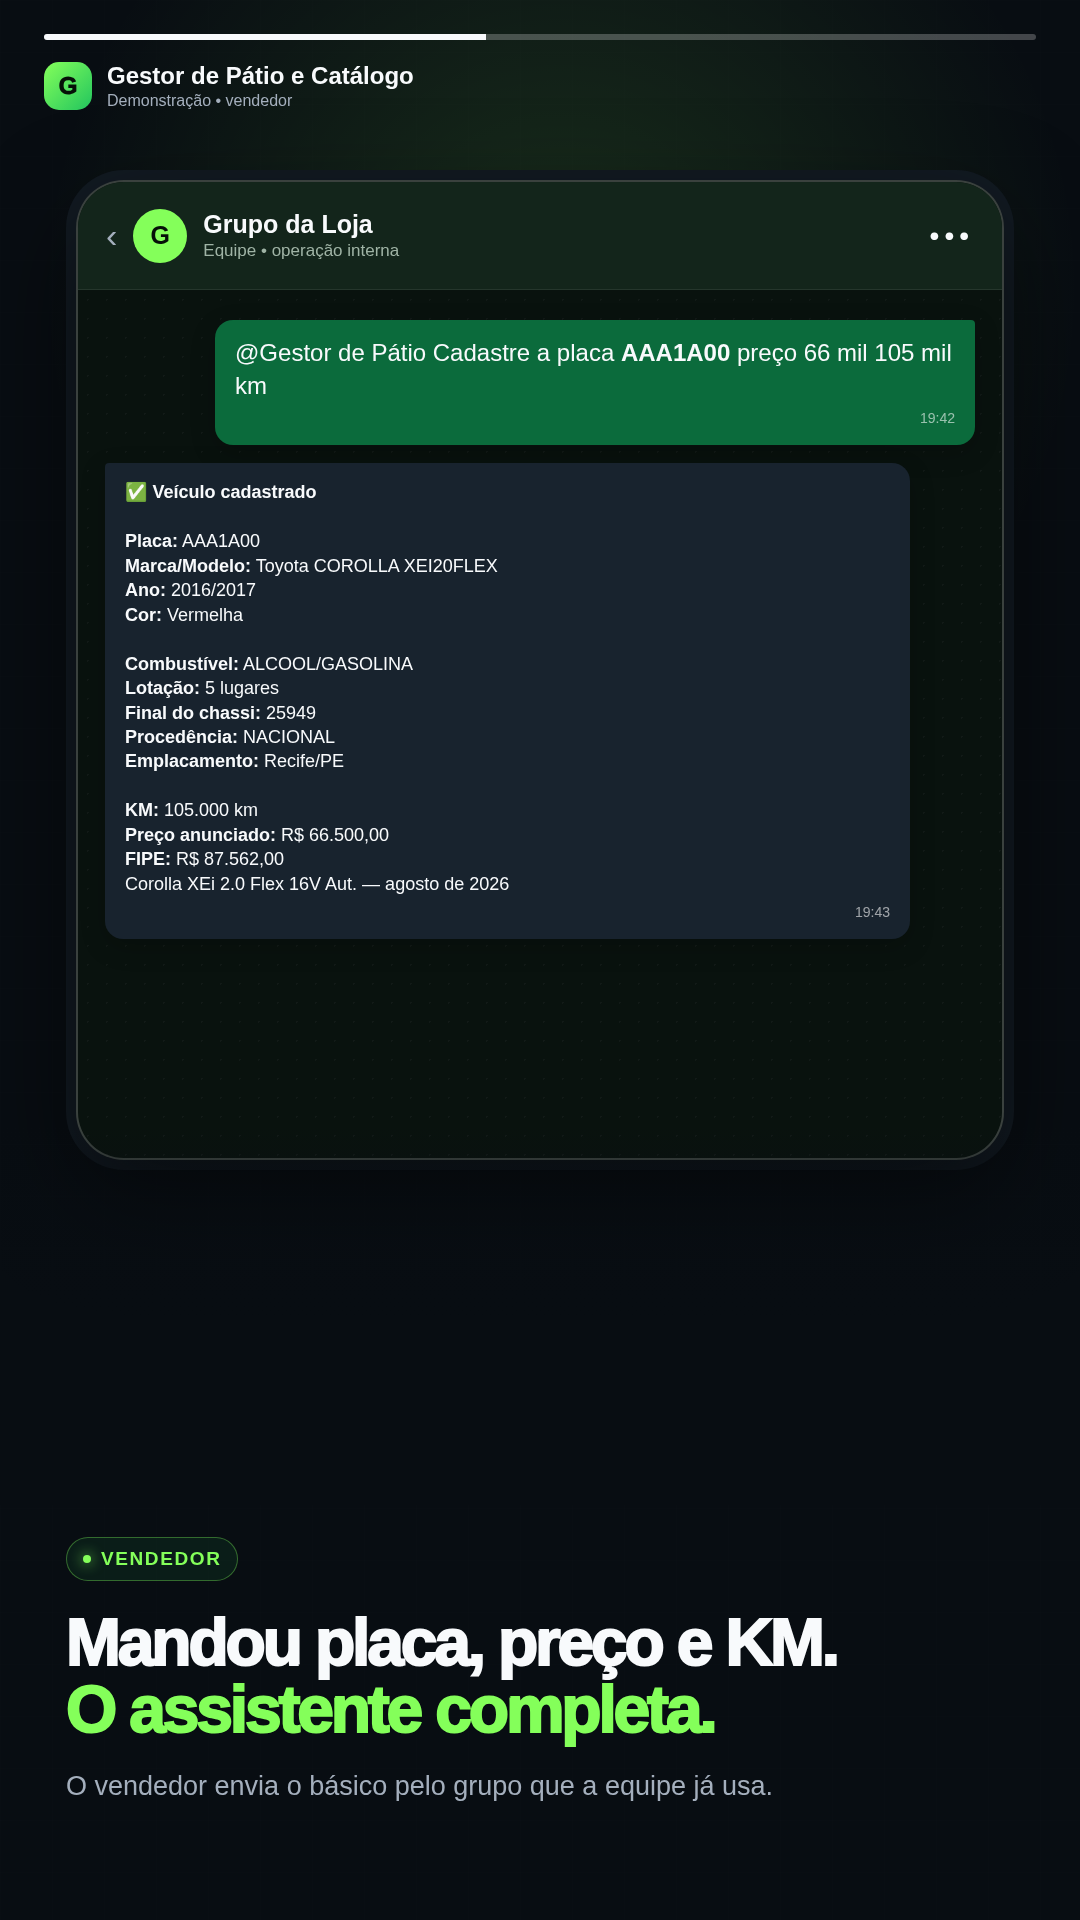 G
Gestor de Pátio e Catálogo
Demonstração • vendedor
‹
G
Grupo da Loja
Equipe • operação interna
•••
@Gestor de Pátio Cadastre a placa AAA1A00 preço 66 mil 105 mil
km
19:42
✅ Veículo cadastrado
Placa: AAA1A00
Marca/Modelo: Toyota COROLLA XEI20FLEX
Ano: 2016/2017
Cor: Vermelha
Combustível: ALCOOL/GASOLINA
Lotação: 5 lugares
Final do chassi: 25949
Procedência: NACIONAL
Emplacamento: Recife/PE
KM: 105.000 km
Preço anunciado: R$ 66.500,00
FIPE: R$ 87.562,00
Corolla XEi 2.0 Flex 16V Aut. — agosto de 2026
19:43
VENDEDOR
Mandou placa, preço e KM.
O assistente completa.
O vendedor envia o básico pelo grupo que a equipe já usa.